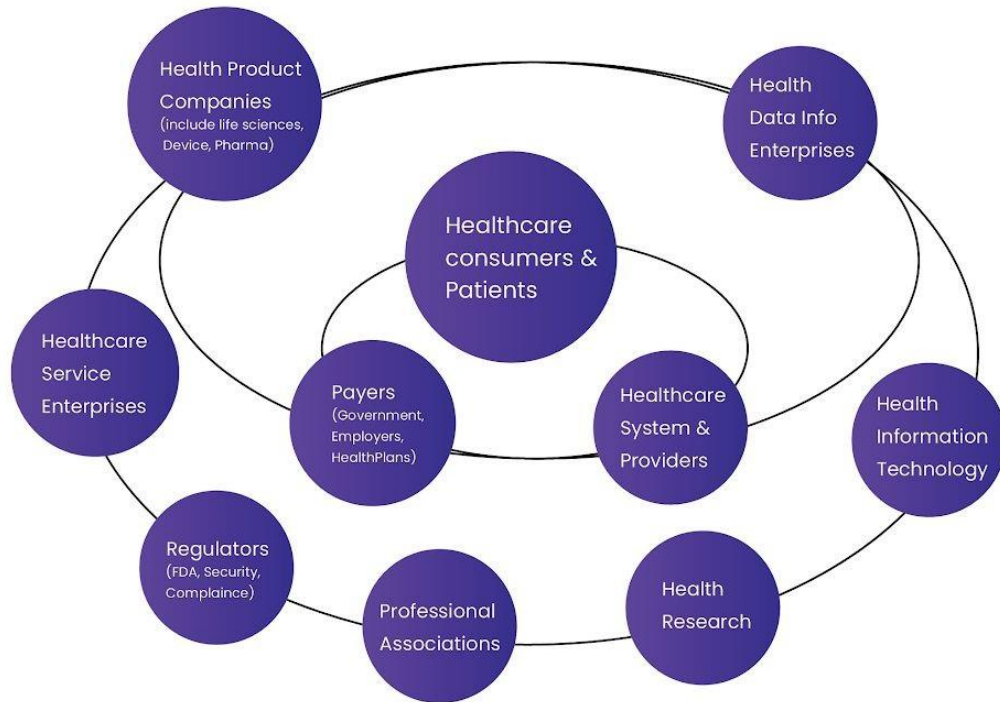 Health Product
Companies
(include life sciences,
Device, Pharma)
Health
Data Info
Enterprises
Healthcare
consumers &
Patients
Healthcare
Service
Enterprises
Payers
(Government,
Employers,
HealthPlans)
Healthcare
System &
Providers
Health
Information
Technology
Regulators
(FDA, Security,
Complaince)
Professional
Associations
Health
Research